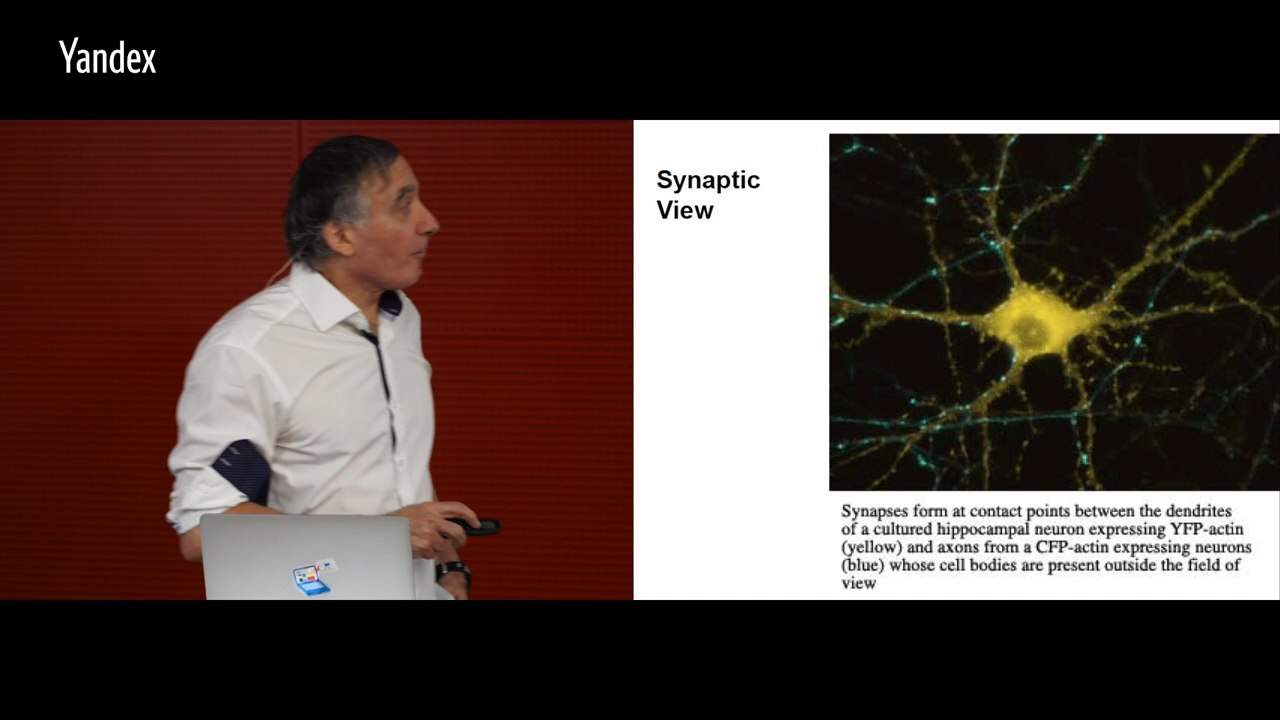 Yandex
Synaptic
View
Synapses form at contact points between the dendrites
of a cultured hippocampal neuron expressing YFP-actin
(yellow) and axons from a CFP-actin expressing neurons
(blue) whose cell bodies are present outside the field of
view